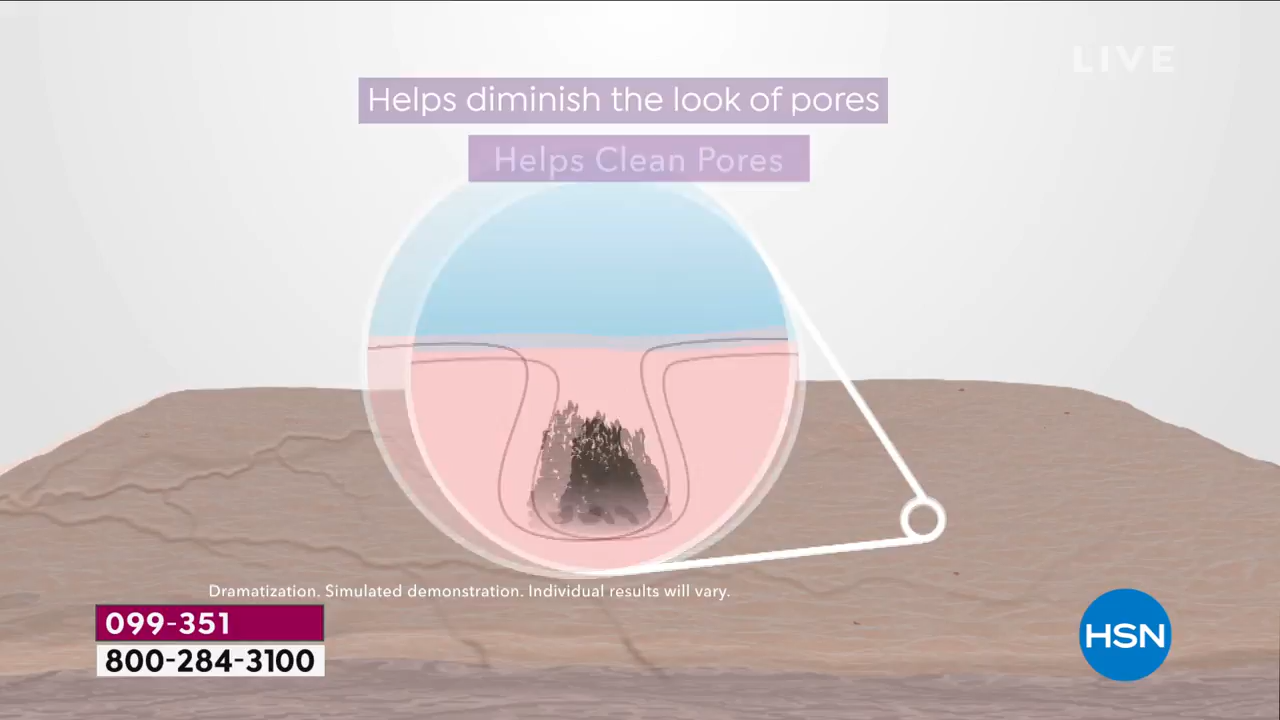 LIVE
Helps diminish the look of pores
Helps Clean Pores
Dramatization. Simulated demonstration. Individual results will vary.
099-351
800-284-3100
HSN